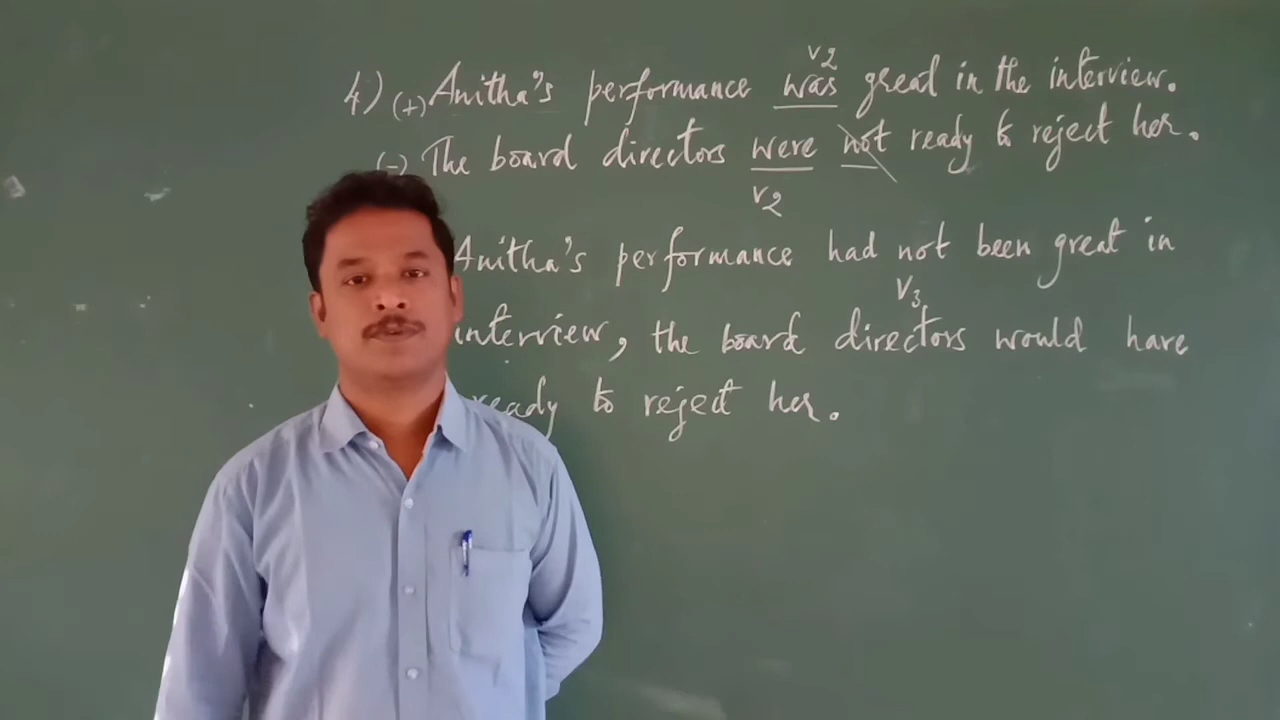 v2
4) (+) Anitha's performance was great in the interview.
(-) The board directors were not ready to reject her.
v2
Anitha's performance had not been great in
V3
interview, the board directors would have
ready to reject her.